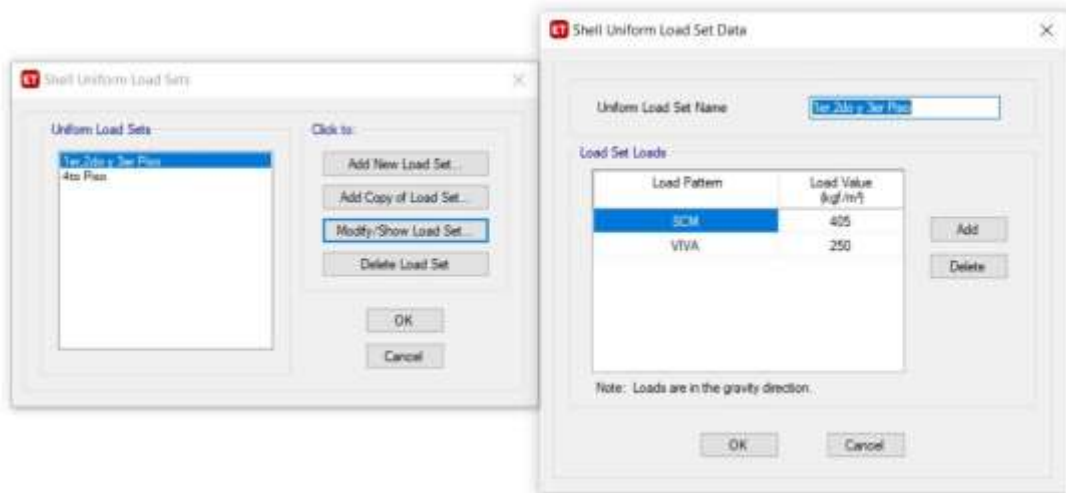 ET Shell Uniform Load Sets
Uniform Load Sets
1er,2do y 3er Piso
4to Piso
Click to:
Add New Load Set...
Add Copy of Load Set...
Modify/Show Load Set...
Delete Load Set
OK
Cancel
ET Shell Uniform Load Set Data
Uniform Load Set Name
1er,2do y 3er Piso
Load Set Loads
Load Pattern
Load Value
(kgf/m²)
SCM
405
VIVA
250
Add
Delete
Note: Loads are in the gravity direction.
OK
Cancel